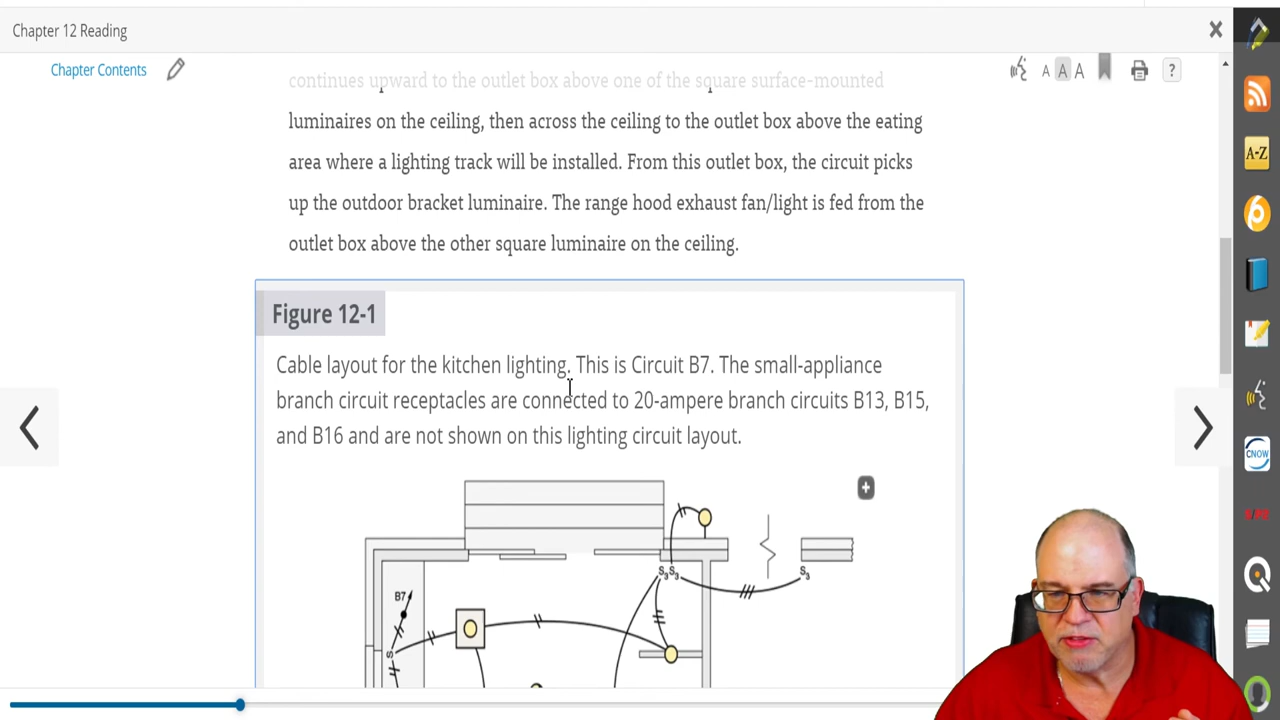 Chapter 12 Reading
Chapter Contents
A A A
?
continues upward to the outlet box above one of the square surface-mounted
luminaires on the ceiling, then across the ceiling to the outlet box above the eating
area where a lighting track will be installed. From this outlet box, the circuit picks
up the outdoor bracket luminaire. The range hood exhaust fan/light is fed from the
outlet box above the other square luminaire on the ceiling.
Figure 12-1
Cable layout for the kitchen lighting. This is Circuit B7. The small-appliance
branch circuit receptacles are connected to 20-ampere branch circuits B13, B15,
and B16 and are not shown on this lighting circuit layout.
S3S3
S3
B7
S
A-Z
CNOW